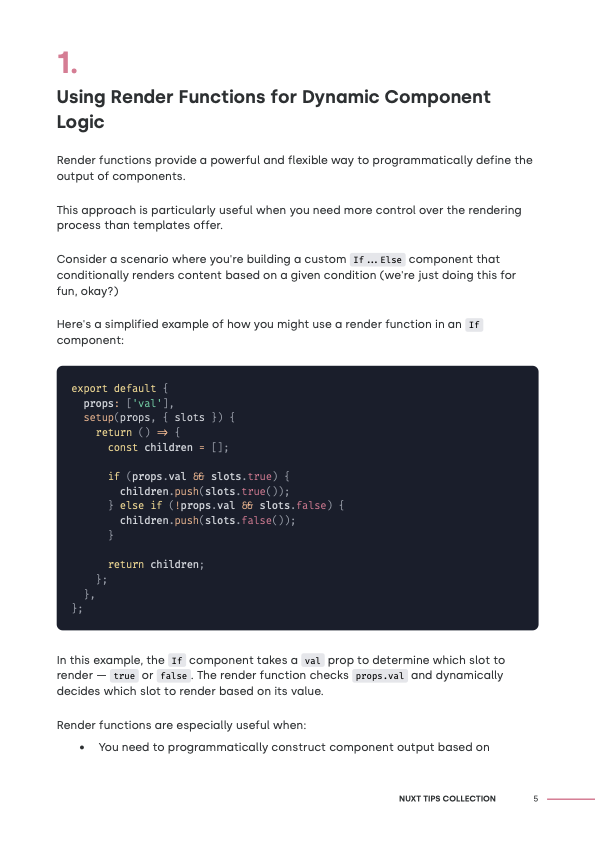 1.
Using Render Functions for Dynamic Component
Logic
Render functions provide a powerful and flexible way to programmatically define the
output of components.
This approach is particularly useful when you need more control over the rendering
process than templates offer.
Consider a scenario where you're building a custom If...Else component that
conditionally renders content based on a given condition (we're just doing this for
fun, okay?)
Here's a simplified example of how you might use a render function in an If
component:
export default {
  props: ['val'],
  setup(props, { slots }) {
    return () => {
      const children = [];
      if (props.val && slots.true) {
        children.push(slots.true());
      } else if (!props.val && slots.false) {
        children.push(slots.false());
      }
      return children;
    };
  },
};
In this example, the If component takes a val prop to determine which slot to
render — true or false. The render function checks props.val and dynamically
decides which slot to render based on its value.
Render functions are especially useful when:
• You need to programmatically construct component output based on
NUXT TIPS COLLECTION 5